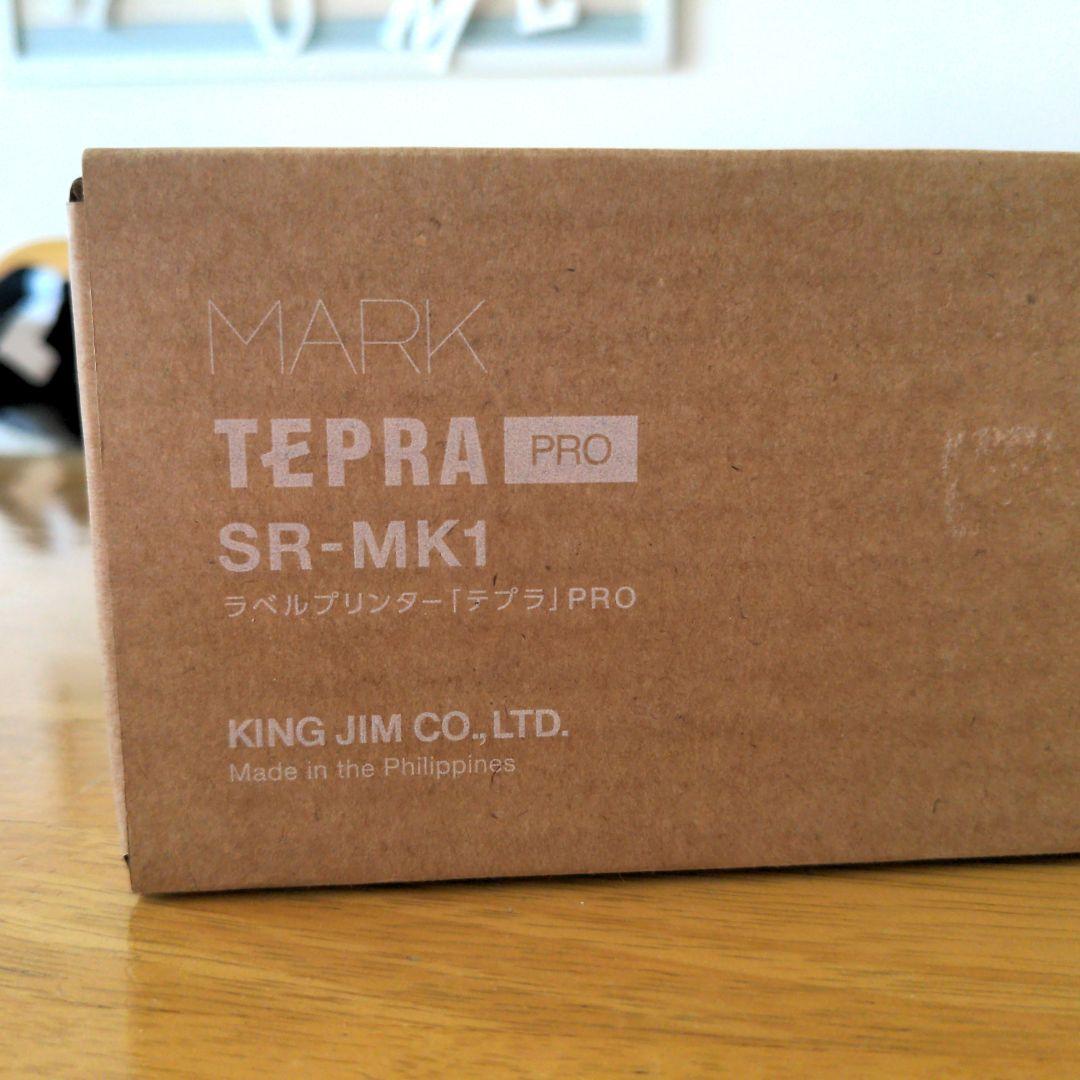 MARK
TEPRA PRO
SR-MK1
ラベルプリンター「テプラ」PRO
KING JIM CO.,LTD.
Made in the Philippines